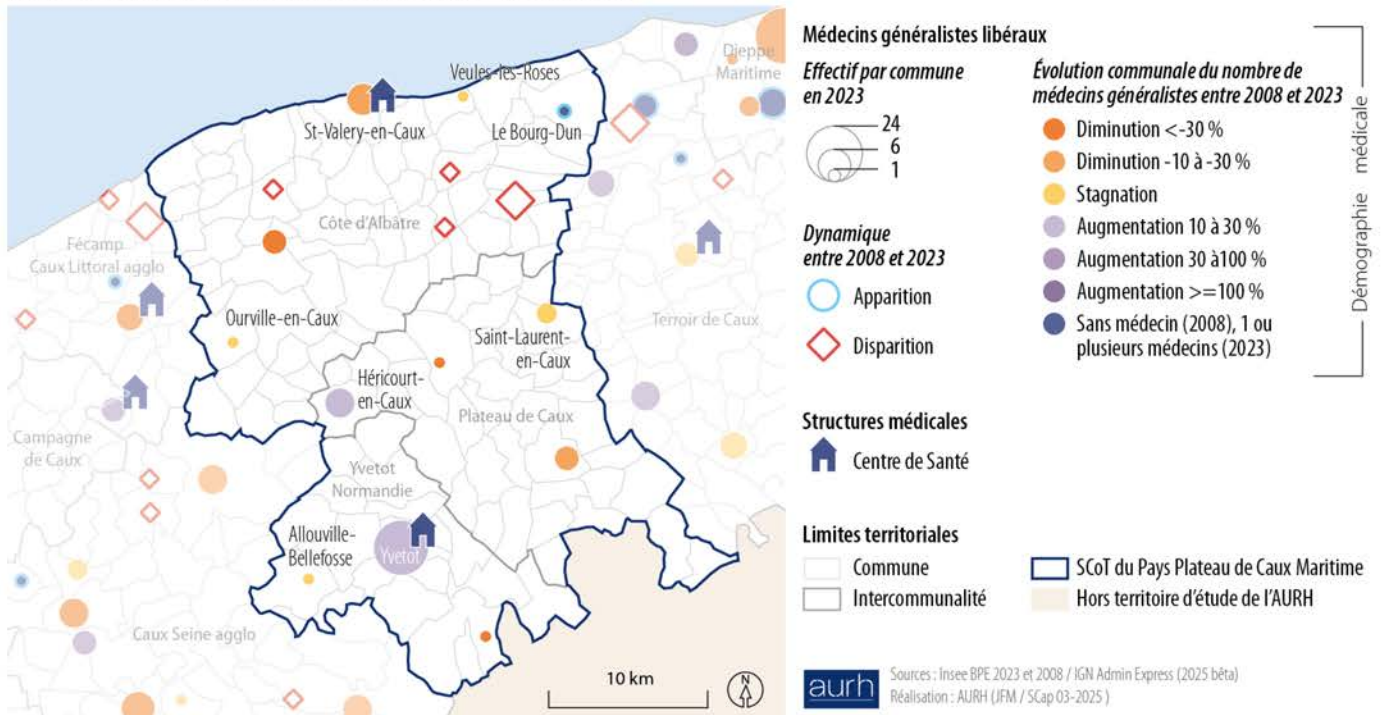 Dieppe
Maritime
Veules-les-Roses
St-Valery-en-Caux
Le Bourg-Dun
Côte d'Albâtre
Fécamp
Caux Littoral agglo
Ourville-en-Caux
Saint-Laurent-
en-Caux
Terroir de Caux
Héricourt-
en-Caux
Plateau de Caux
Campagne
de Caux
Yvetot
Normandie
Allouville-
Bellefosse
Yvetot
Caux Seine agglo
10 km
N
Médecins généralistes libéraux
Effectif par commune
en 2023
24
6
1
Dynamique
entre 2008 et 2023
Apparition
Disparition
Évolution communale du nombre de
médecins généralistes entre 2008 et 2023
Diminution <-30 %
Diminution -10 à -30 %
Stagnation
Augmentation 10 à 30 %
Augmentation 30 à100 %
Augmentation >=100 %
Sans médecin (2008), 1 ou
plusieurs médecins (2023)
Démographie médicale
Structures médicales
Centre de Santé
Limites territoriales
Commune
Intercommunalité
SCoT du Pays Plateau de Caux Maritime
Hors territoire d'étude de l'AURH
aurh
Sources : Insee BPE 2023 et 2008 / IGN Admin Express (2025 bêta)
Réalisation : AURH (JFM / SCap 03-2025 )